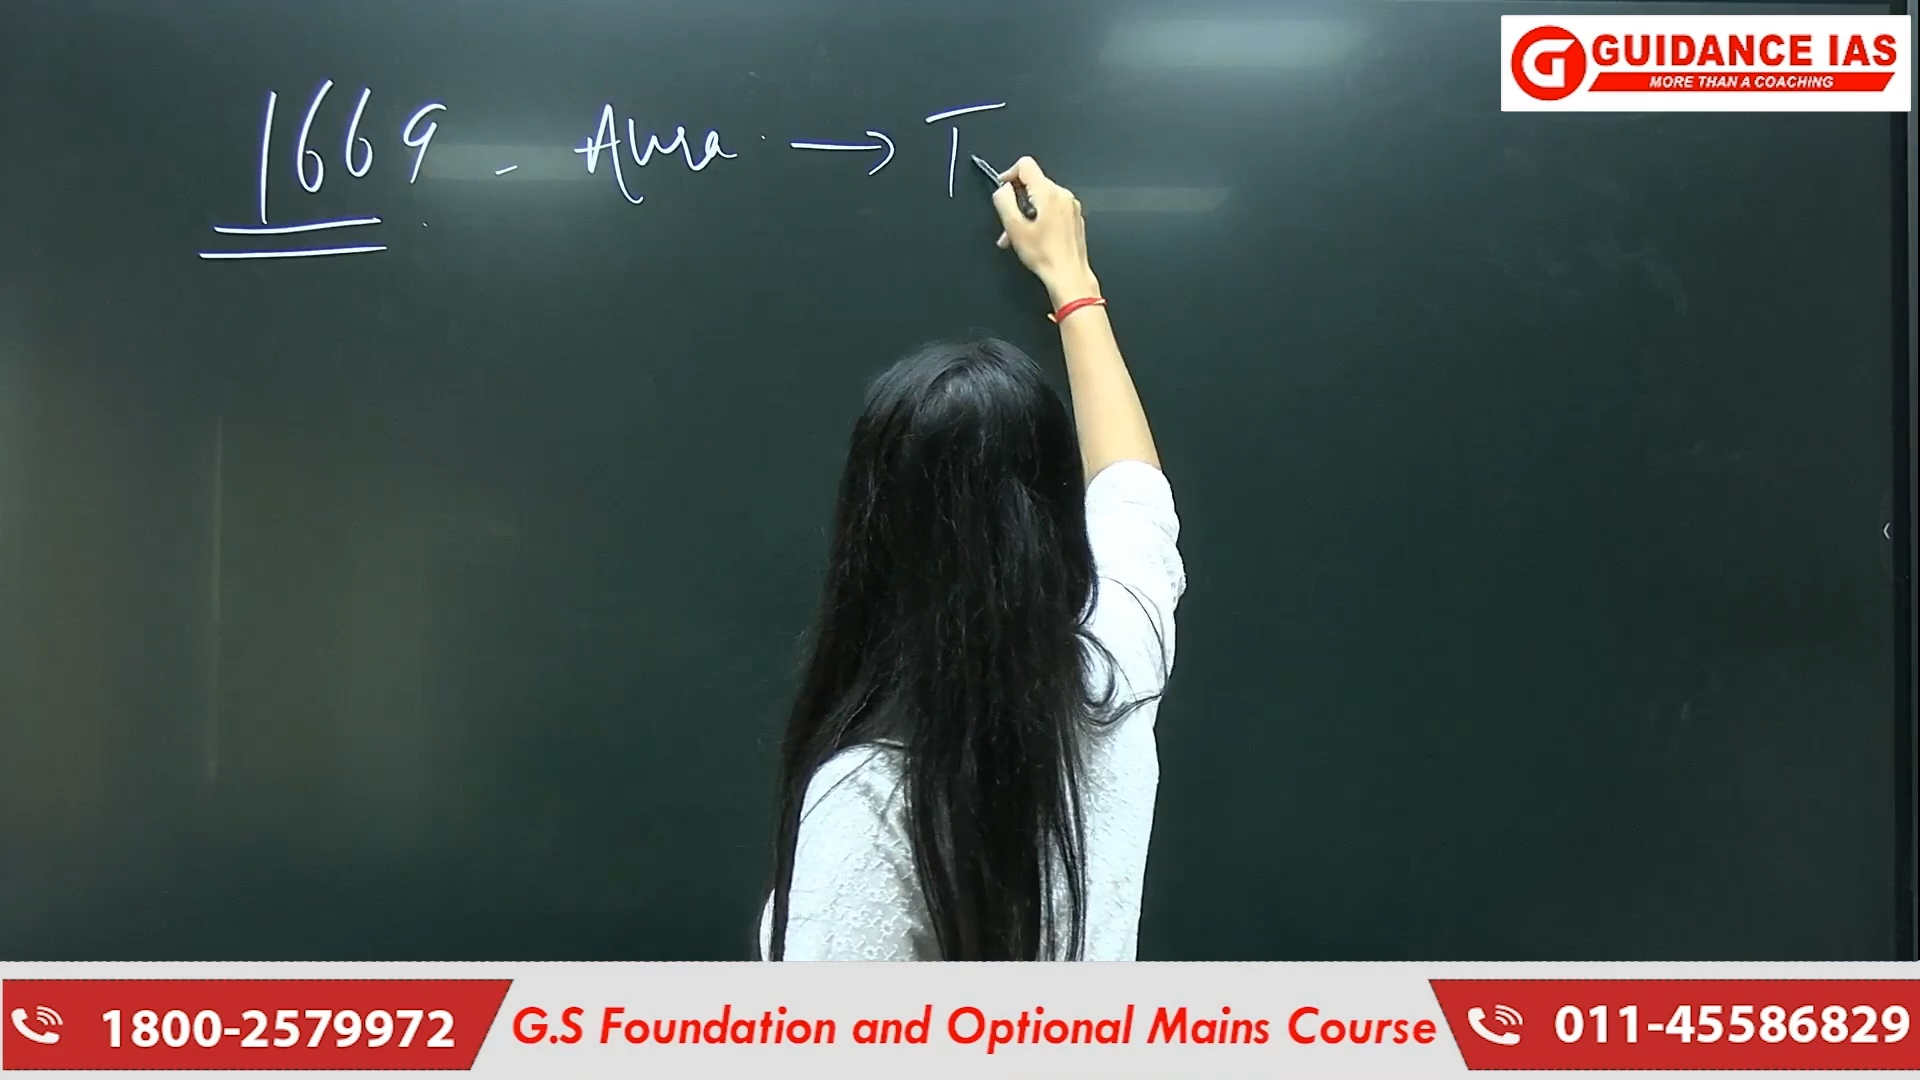 GUIDANCE IAS
MORE THAN A COACHING
1669 - Aura → T
1800-2579972
G.S Foundation and Optional Mains Course
011-45586829